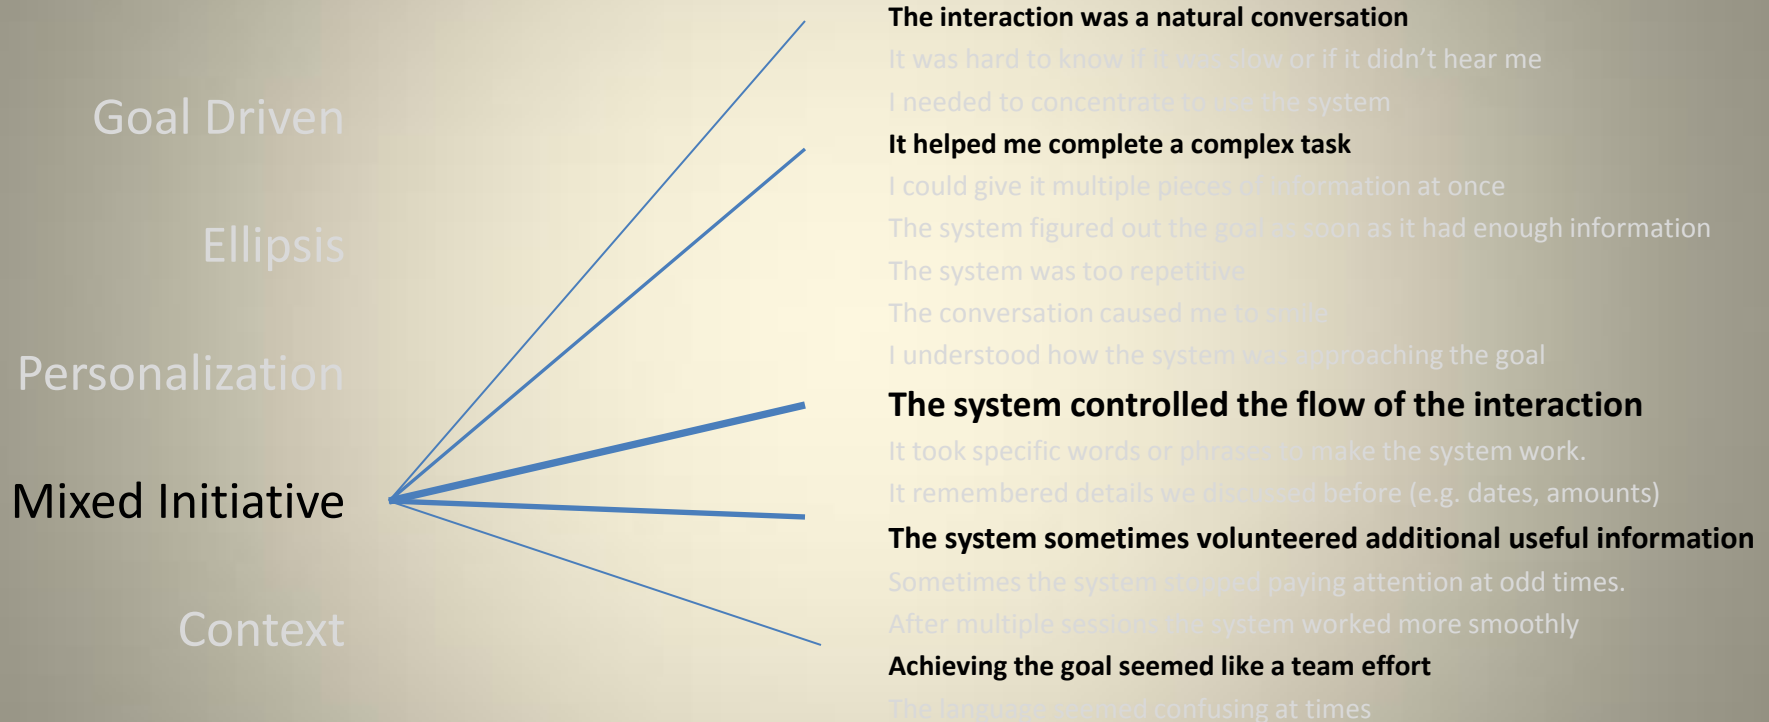 Goal Driven
Ellipsis
Personalization
Mixed Initiative
Context
The interaction was a natural conversation
It was hard to know if it was slow or if it didn’t hear me
I needed to concentrate to use the system
It helped me complete a complex task
I could give it multiple pieces of information at once
The system figured out the goal as soon as it had enough information
The system was too repetitive
The conversation caused me to smile
I understood how the system was approaching the goal
The system controlled the flow of the interaction
It took specific words or phrases to make the system work.
It remembered details we discussed before (e.g. dates, amounts)
The system sometimes volunteered additional useful information
Sometimes the system stopped paying attention at odd times.
After multiple sessions the system worked more smoothly
Achieving the goal seemed like a team effort
The language seemed confusing at times